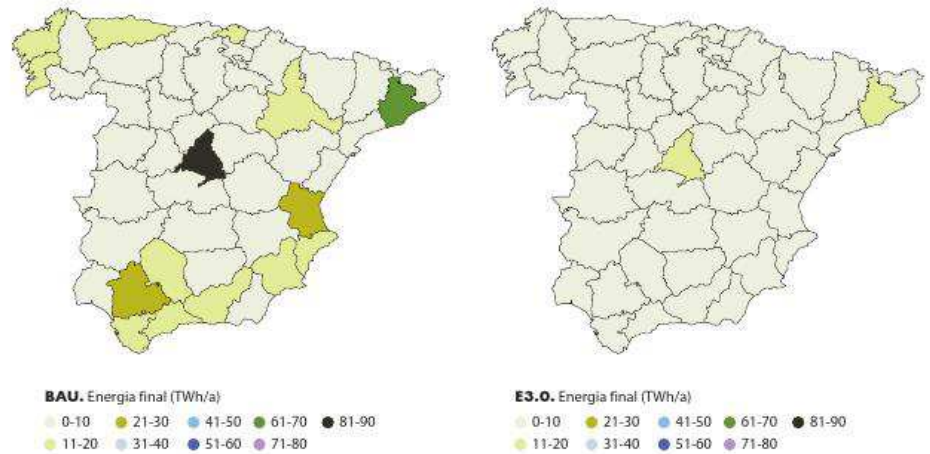 BAU. Energia final (TWh/a)
0-10 21-30 41-50 61-70 81-90
11-20 31-40 51-60 71-80
E3.0. Energia final (TWh/a)
0-10 21-30 41-50 61-70 81-90
11-20 31-40 51-60 71-80